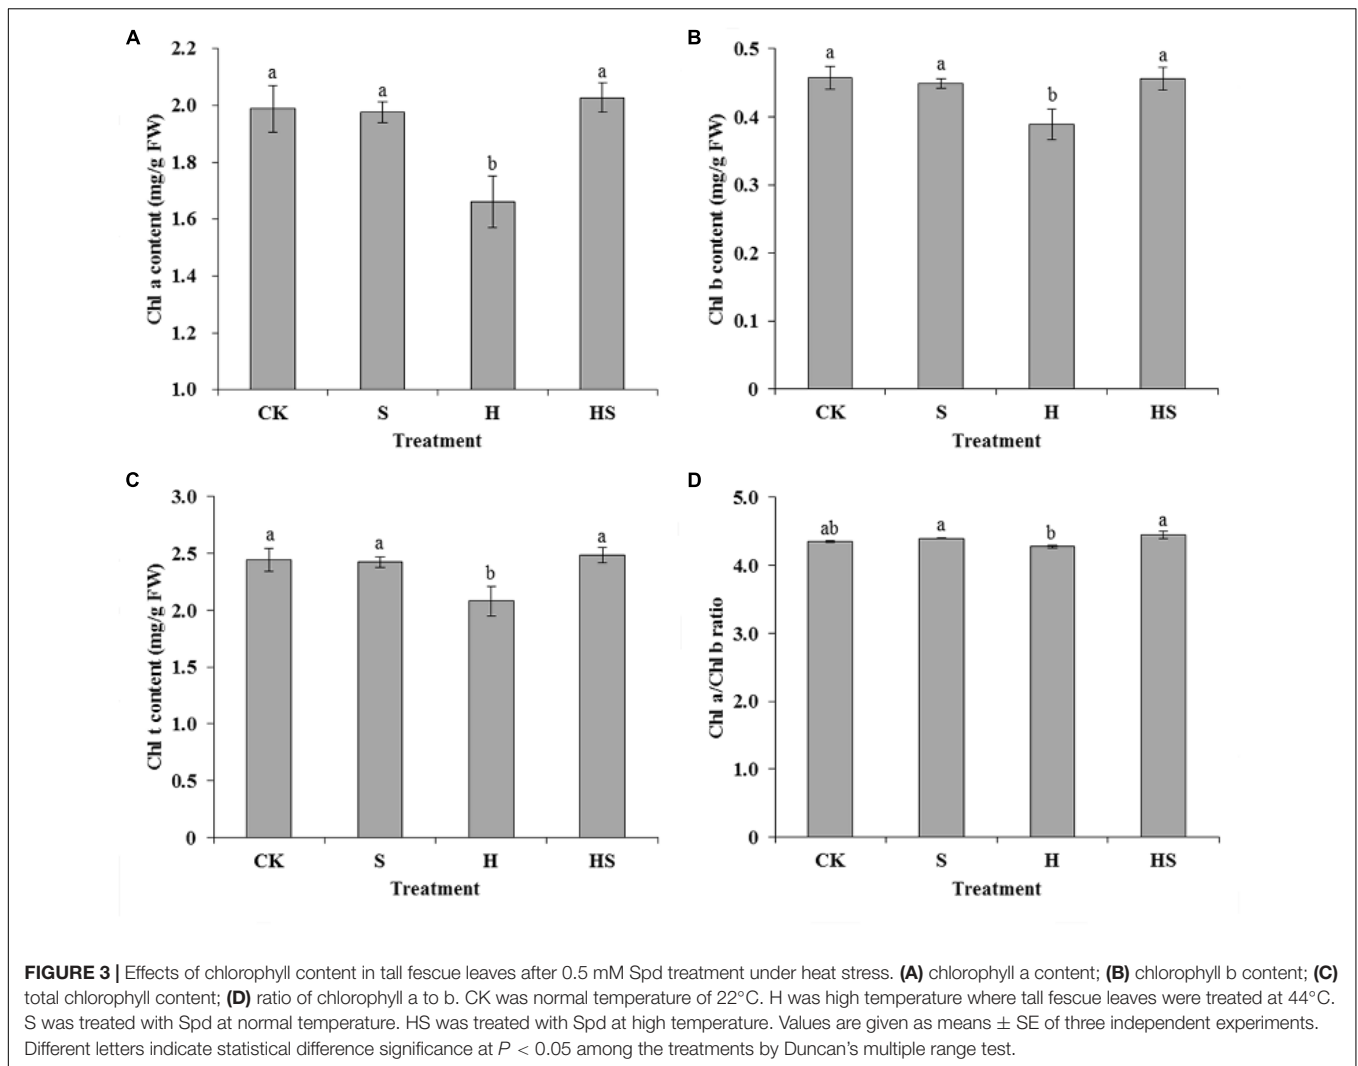 A
2.2
2.0
1.8
1.6
1.4
1.2
1.0
Chl a content (mg/g FW)
a
a
b
a
CK S H HS
Treatment
B
0.5
0.4
0.3
0.2
0.1
0
Chl b content (mg/g FW)
a
a
b
a
CK S H HS
Treatment
C
3.0
2.5
2.0
1.5
1.0
0.5
0
Chl t content (mg/g FW)
a
a
b
a
CK S H HS
Treatment
D
5.0
4.0
3.0
2.0
1.0
0
Chl a/Chl b ratio
ab
a
b
a
CK S H HS
Treatment
FIGURE 3 | Effects of chlorophyll content in tall fescue leaves after 0.5 mM Spd treatment under heat stress. (A) chlorophyll a content; (B) chlorophyll b content; (C)
total chlorophyll content; (D) ratio of chlorophyll a to b. CK was normal temperature of 22°C. H was high temperature where tall fescue leaves were treated at 44°C.
S was treated with Spd at normal temperature. HS was treated with Spd at high temperature. Values are given as means ± SE of three independent experiments.
Different letters indicate statistical difference significance at P < 0.05 among the treatments by Duncan's multiple range test.